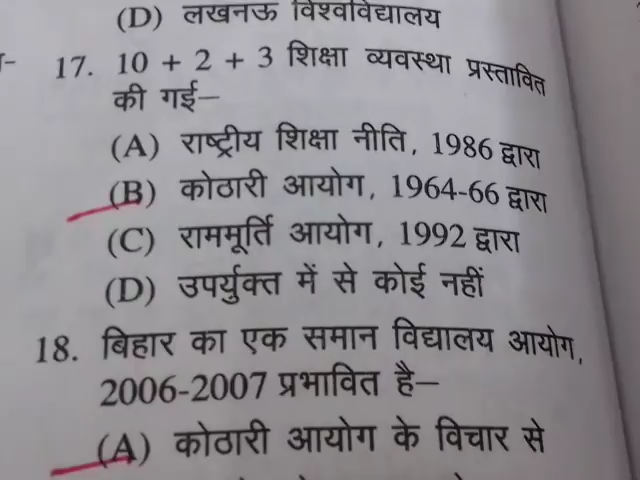 (D) लखनऊ विश्वविद्यालय
17. 10 + 2 + 3 शिक्षा व्यवस्था प्रस्तावित
की गई–
(A) राष्ट्रीय शिक्षा नीति, 1986 द्वारा
(B) कोठारी आयोग, 1964-66 द्वारा
(C) राममूर्ति आयोग, 1992 द्वारा
(D) उपर्युक्त में से कोई नहीं
18. बिहार का एक समान विद्यालय आयोग,
2006-2007 प्रभावित है–
(A) कोठारी आयोग के विचार से